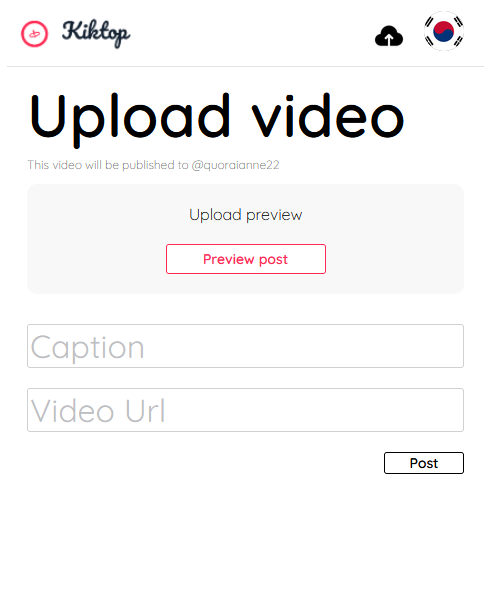 Kiktop
Upload video
This video will be published to @quoraianne22
Upload preview
Preview post
Caption
Video Url
Post